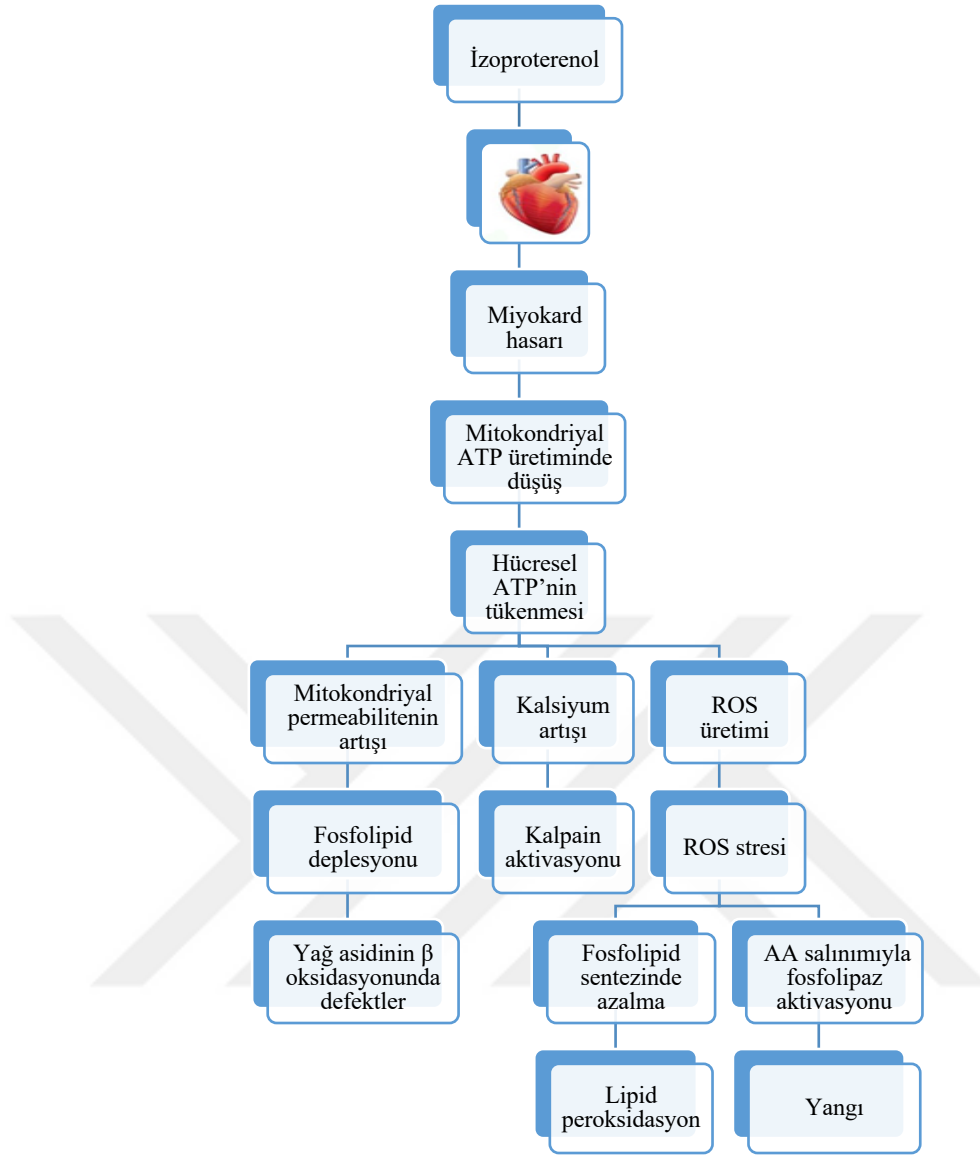 İzoproterenol
Miyokard
hasarı
Mitokondriyal
ATP üretiminde
düşüş
Hücresel
ATP’nin
tükenmesi
Mitokondriyal
permeabilitenin
artışı
Kalsiyum
artışı
ROS
üretimi
Fosfolipid
deplesyonu
Kalpain
aktivasyonu
ROS stresi
Yağ asidinin β
oksidasyonunda
defektler
Fosfolipid
sentezinde
azalma
AA salınımıyla
fosfolipaz
aktivasyonu
Lipid
peroksidasyon
Yangı